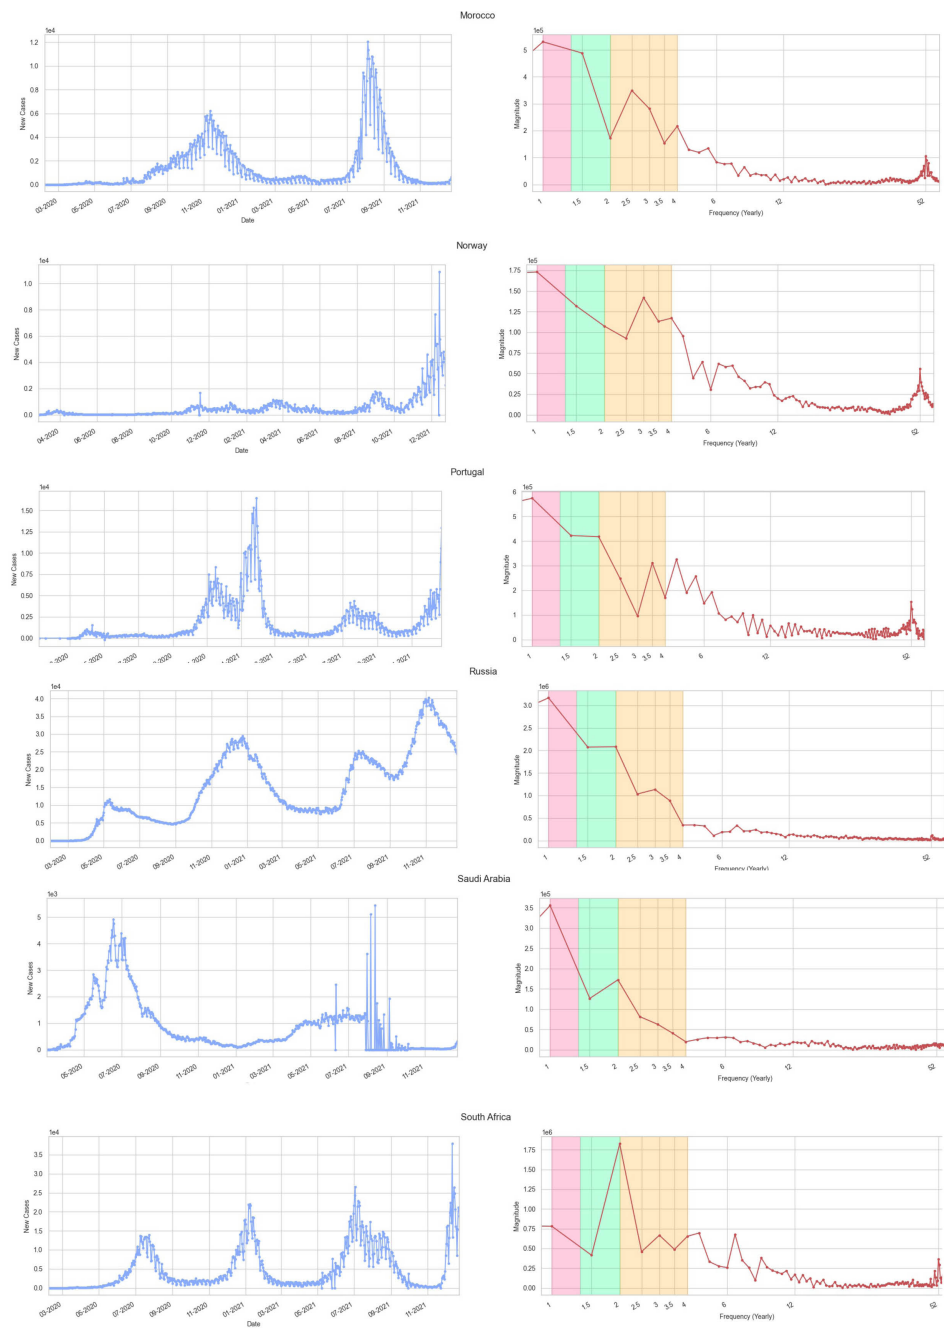 Morocco
1e4
1.2
1.0
0.8
0.6
0.4
0.2
0.0
New Cases
03-2020 05-2020 07-2020 09-2020 11-2020 01-2021 03-2021 05-2021 07-2021 09-2021 11-2021
Date
1e5
5
4
3
2
1
0
Magnitude
1 1.5 2 2.5 3 3.5 4 6 12 52
Frequency (Yearly)
Norway
1e4
1.0
0.8
0.6
0.4
0.2
0.0
New Cases
04-2020 06-2020 08-2020 10-2020 12-2020 02-2021 04-2021 06-2021 08-2021 10-2021 12-2021
Date
1e5
1.75
1.50
1.25
1.00
0.75
0.50
0.25
0.00
Magnitude
1 1.5 2 2.5 3 3.5 4 6 12 52
Frequency (Yearly)
Portugal
1e4
1.50
1.25
1.00
0.75
0.50
0.25
0.00
New Cases
1e5
6
5
4
3
2
1
0
Magnitude
1 1.5 2 2.5 3 3.5 4 6 12 52
Frequency (Yearly)
Russia
1e4
4.0
3.5
3.0
2.5
2.0
1.5
1.0
0.5
0.0
New Cases
03-2020 05-2020 07-2020 09-2020 11-2020 01-2021 03-2021 05-2021 07-2021 09-2021 11-2021
1e6
3.0
2.5
2.0
1.5
1.0
0.5
0.0
Magnitude
1 1.5 2 2.5 3 3.5 4 6 12 52
Frequency (Yearly)
Saudi Arabia
1e3
5
4
3
2
1
0
New Cases
05-2020 07-2020 09-2020 11-2020 01-2021 03-2021 05-2021 07-2021 09-2021 11-2021
1e5
3.5
3.0
2.5
2.0
1.5
1.0
0.5
0.0
Magnitude
1 1.5 2 2.5 3 3.5 4 6 12 52
Frequency (Yearly)
South Africa
1e4
3.5
3.0
2.5
2.0
1.5
1.0
0.5
0.0
New Cases
03-2020 05-2020 07-2020 09-2020 11-2020 01-2021 03-2021 05-2021 07-2021 09-2021 11-2021
Date
1e6
1.75
1.50
1.25
1.00
0.75
0.50
0.25
0.00
Magnitude
1 1.5 2 2.5 3 3.5 4 6 12 52
Frequency (Yearly)